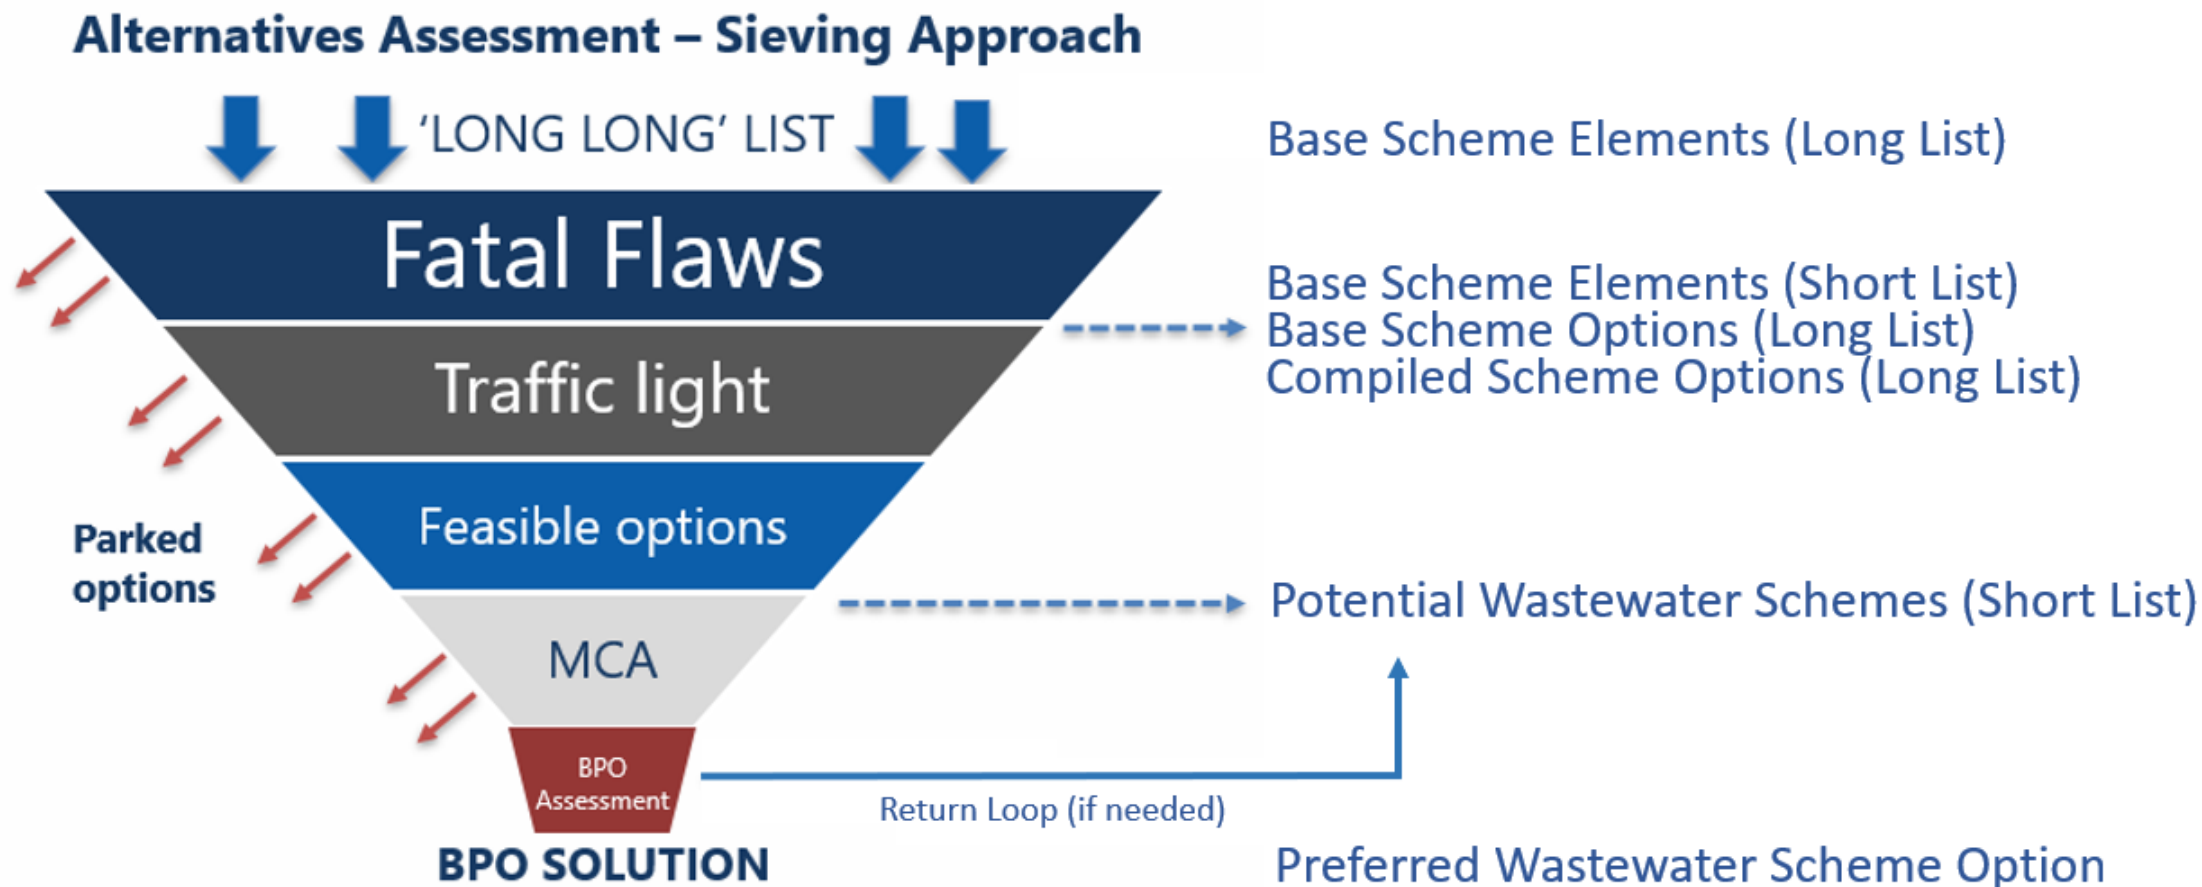 Alternatives Assessment – Sieving Approach
‘LONG LONG’ LIST
Base Scheme Elements (Long List)
Fatal Flaws
Base Scheme Elements (Short List)
Base Scheme Options (Long List)
Compiled Scheme Options (Long List)
Traffic light
Feasible options
Parked
options
Potential Wastewater Schemes (Short List)
MCA
BPO
Assessment
Return Loop (if needed)
BPO SOLUTION
Preferred Wastewater Scheme Option